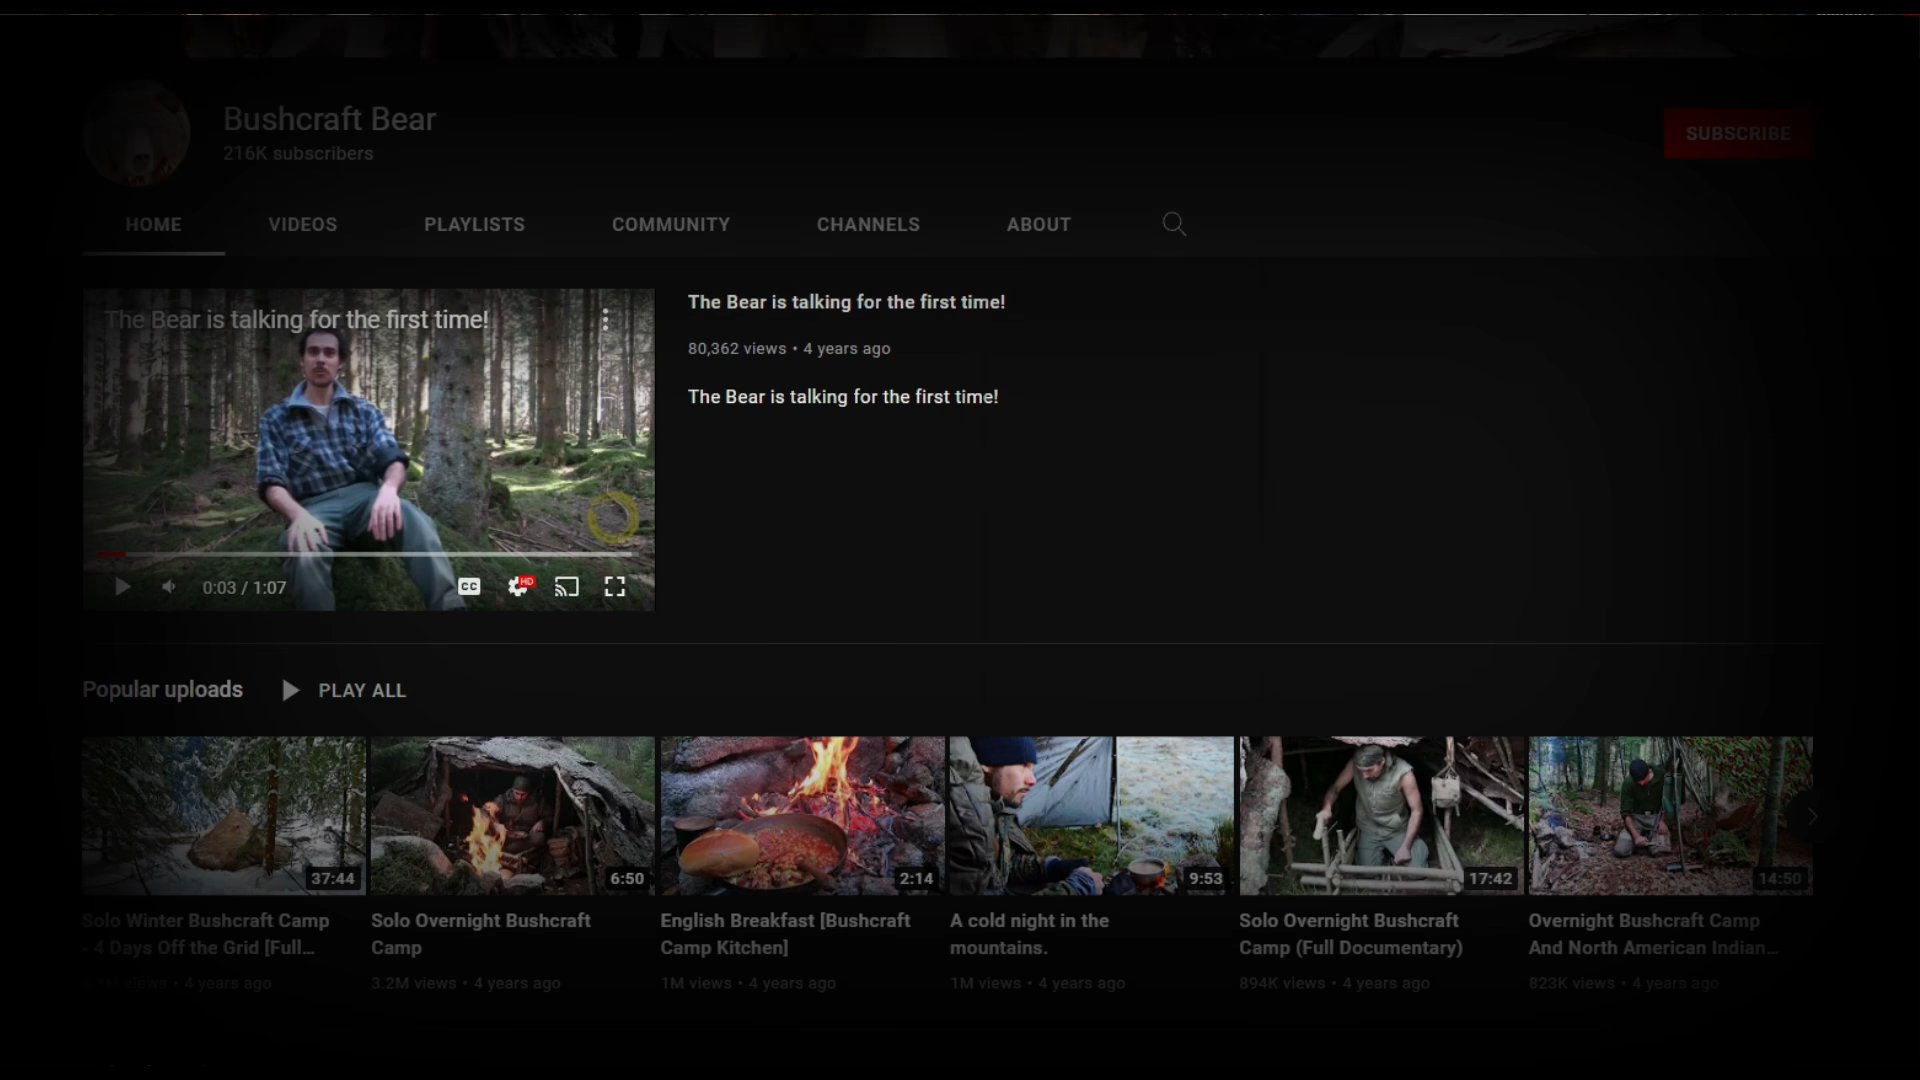 Bushcraft Bear
216K subscribers
SUBSCRIBE
HOME
VIDEOS
PLAYLISTS
COMMUNITY
CHANNELS
ABOUT
The Bear is talking for the first time!
0:03 / 1:07
CC
HD
The Bear is talking for the first time!
80,362 views • 4 years ago
The Bear is talking for the first time!
Popular uploads
PLAY ALL
37:44
Solo Winter Bushcraft Camp
- 4 Days Off the Grid [Full...
views • 4 years ago
6:50
Solo Overnight Bushcraft
Camp
3.2M views • 4 years ago
2:14
English Breakfast [Bushcraft
Camp Kitchen]
1M views • 4 years ago
9:53
A cold night in the
mountains.
1M views • 4 years ago
17:42
Solo Overnight Bushcraft
Camp (Full Documentary)
894K views • 4 years ago
14:50
Overnight Bushcraft Camp
And North American Indian...
823K views • 4 years ago